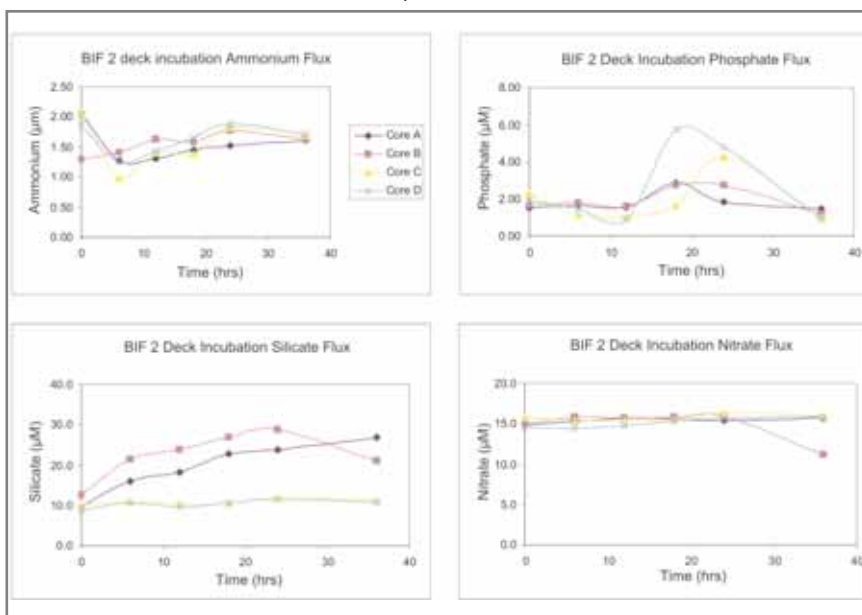 BIF 2 deck incubation Ammonium Flux
Ammonium (µm)
2.50
2.00
1.50
1.00
0.50
0.00
0
10
20
30
40
Time (hrs)
Core A
Core B
Core C
Core D
BIF 2 Deck Incubation Phosphate Flux
Phosphate (µM)
8.00
6.00
4.00
2.00
0.00
0
10
20
30
40
Time (hrs)
BIF 2 Deck Incubation Silicate Flux
Silicate (µM)
40.0
30.0
20.0
10.0
0.0
0
10
20
30
40
Time (hrs)
BIF 2 Deck Incubation Nitrate Flux
Nitrate (µM)
20.0
15.0
10.0
5.0
0.0
0
10
20
30
40
Time (hrs)